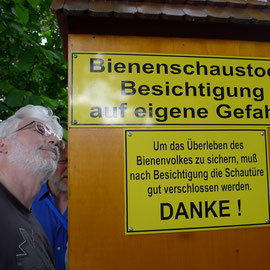 Bienenschaustoc
Besichtigung
auf eigene Gefah
Um das Überleben des
Bienenvolkes zu sichern, muß
nach Besichtigung die Schautüre
gut verschlossen werden.
DANKE !